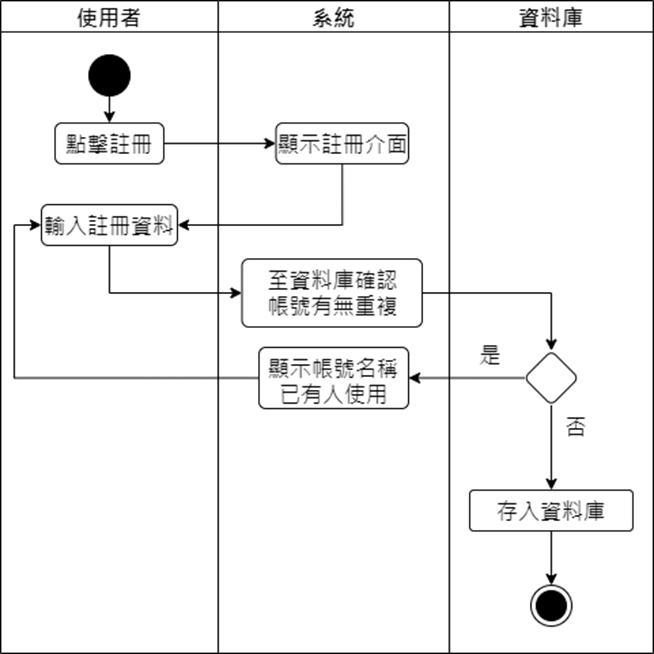 使用者
系統
資料庫
點擊註冊
顯示註冊介面
輸入註冊資料
至資料庫確認
帳號有無重複
是
顯示帳號名稱
已有人使用
否
存入資料庫